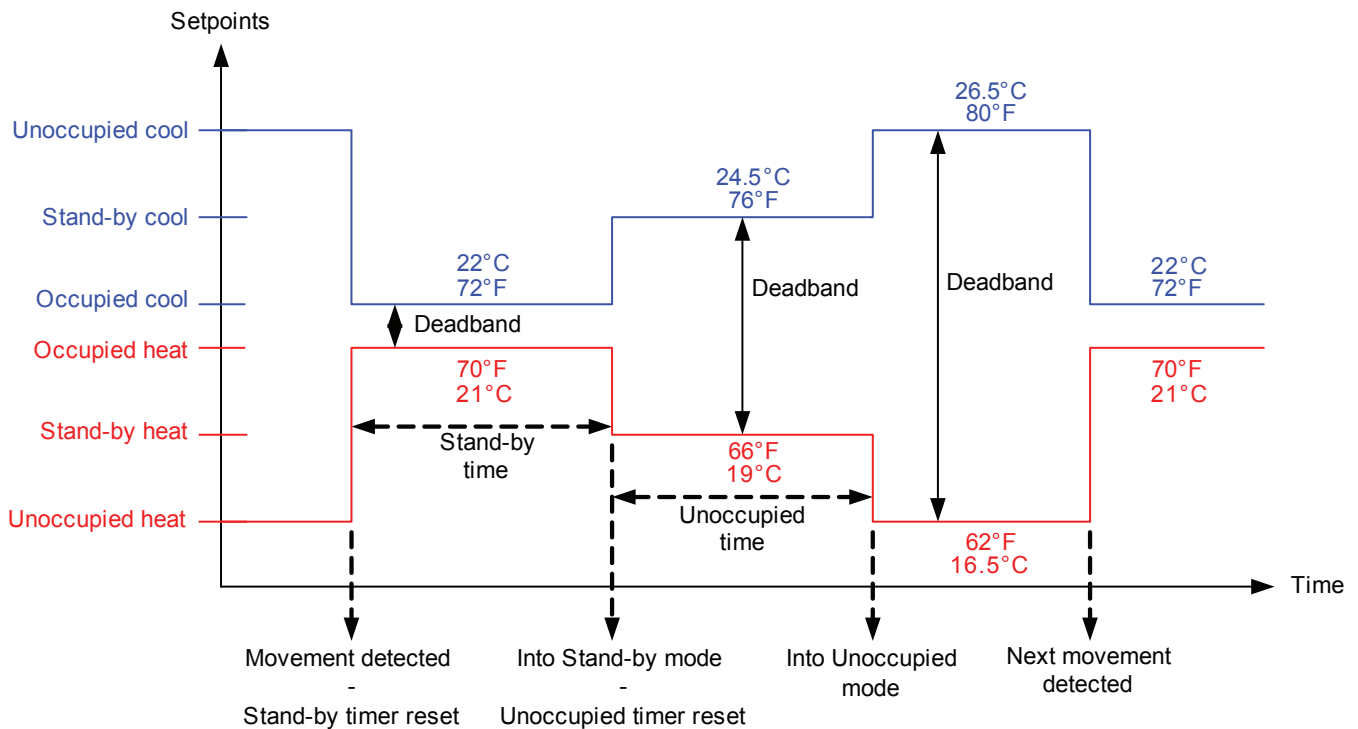 Setpoints
26.5°C
80°F
Unoccupied cool
24.5°C
76°F
Stand-by cool
22°C
72°F
22°C
72°F
Deadband
Deadband
Occupied cool
Deadband
Occupied heat
70°F
21°C
70°F
21°C
Stand-by heat
Stand-by
time
66°F
19°C
Unoccupied heat
Unoccupied
time
62°F
16.5°C
Time
Movement detected
-
Stand-by timer reset
Into Stand-by mode
-
Unoccupied timer reset
Into Unoccupied
mode
Next movement
detected